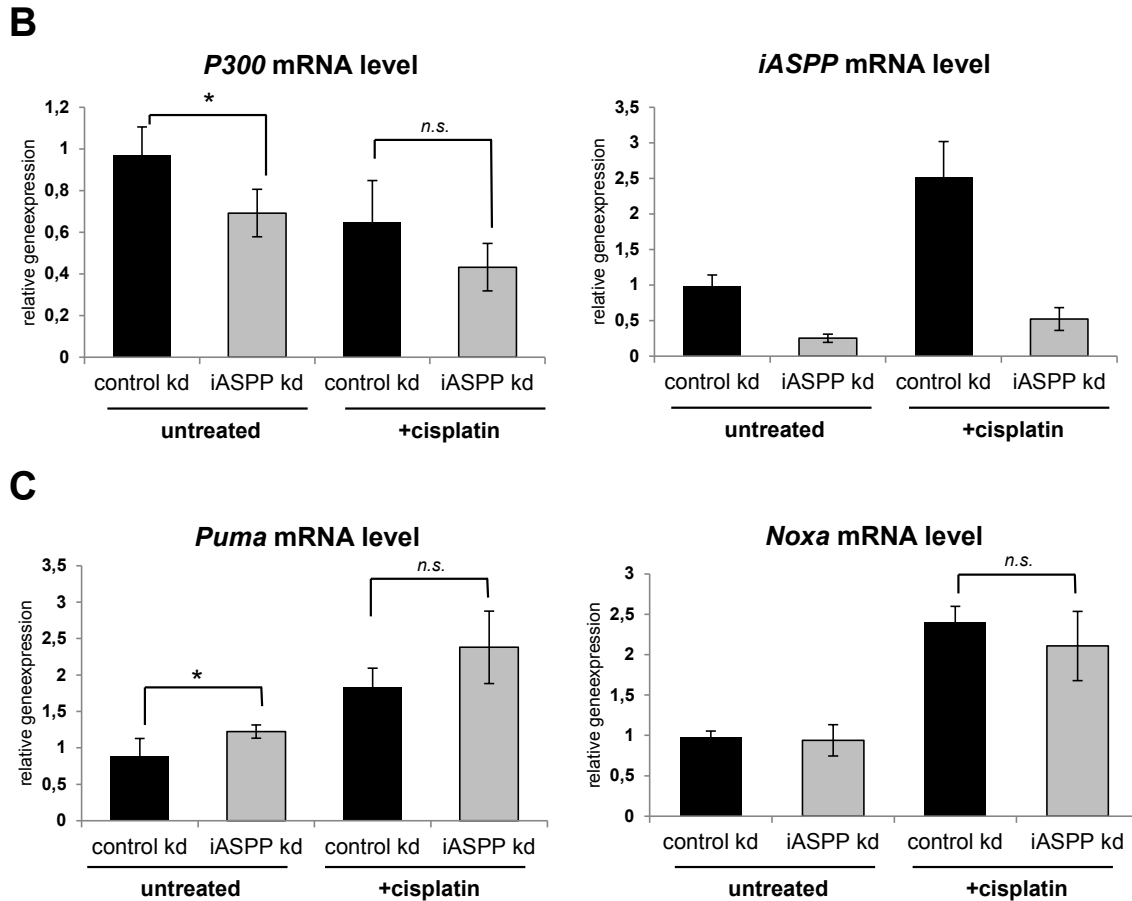 B
P300 mRNA level
relative geneexpression
1,2
1
0,8
0,6
0,4
0,2
0
*
n.s.
control kd iASPP kd control kd iASPP kd
untreated +cisplatin
iASPP mRNA level
relative geneexpression
3,5
3
2,5
2
1,5
1
0,5
0
control kd iASPP kd control kd iASPP kd
untreated +cisplatin
C
Puma mRNA level
relative geneexpression
3,5
3
2,5
2
1,5
1
0,5
0
*
n.s.
control kd iASPP kd control kd iASPP kd
untreated +cisplatin
Noxa mRNA level
relative geneexpression
3
2,5
2
1,5
1
0,5
0
n.s.
control kd iASPP kd control kd iASPP kd
untreated +cisplatin